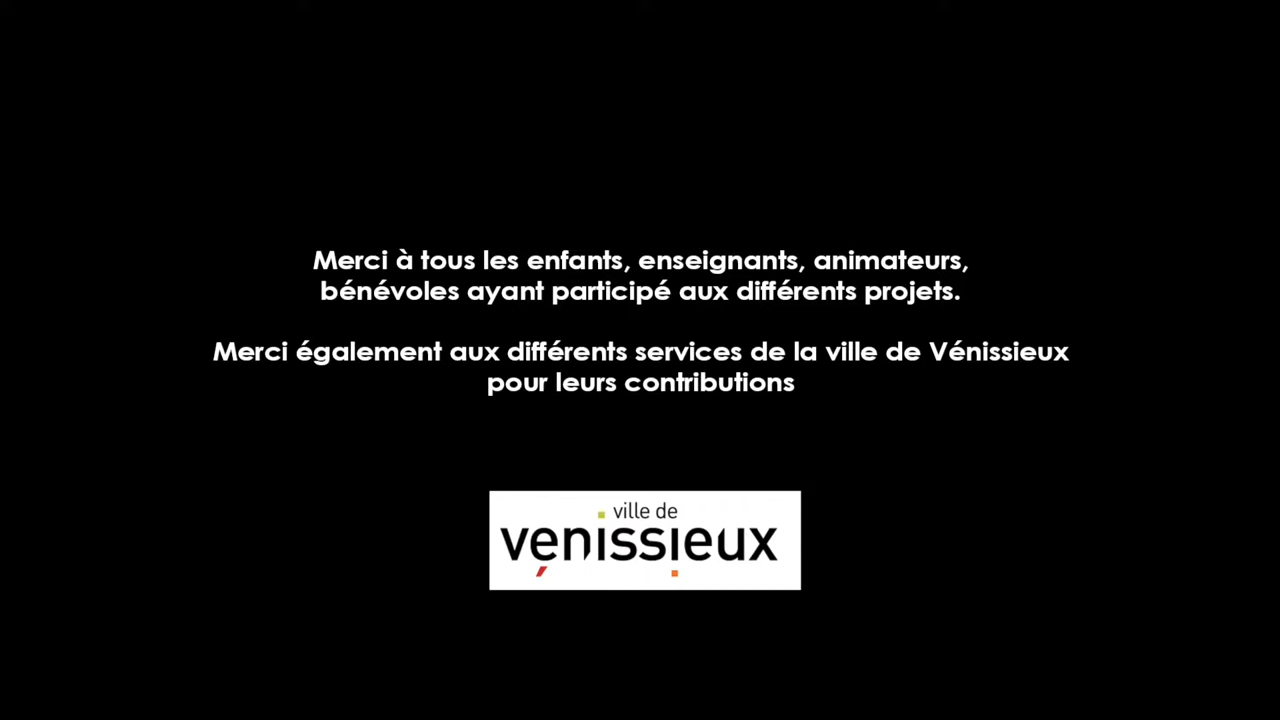 Merci à tous les enfants, enseignants, animateurs,
bénévoles ayant participé aux différents projets.
Merci également aux différents services de la ville de Vénissieux
pour leurs contributions
ville de
vénissieux